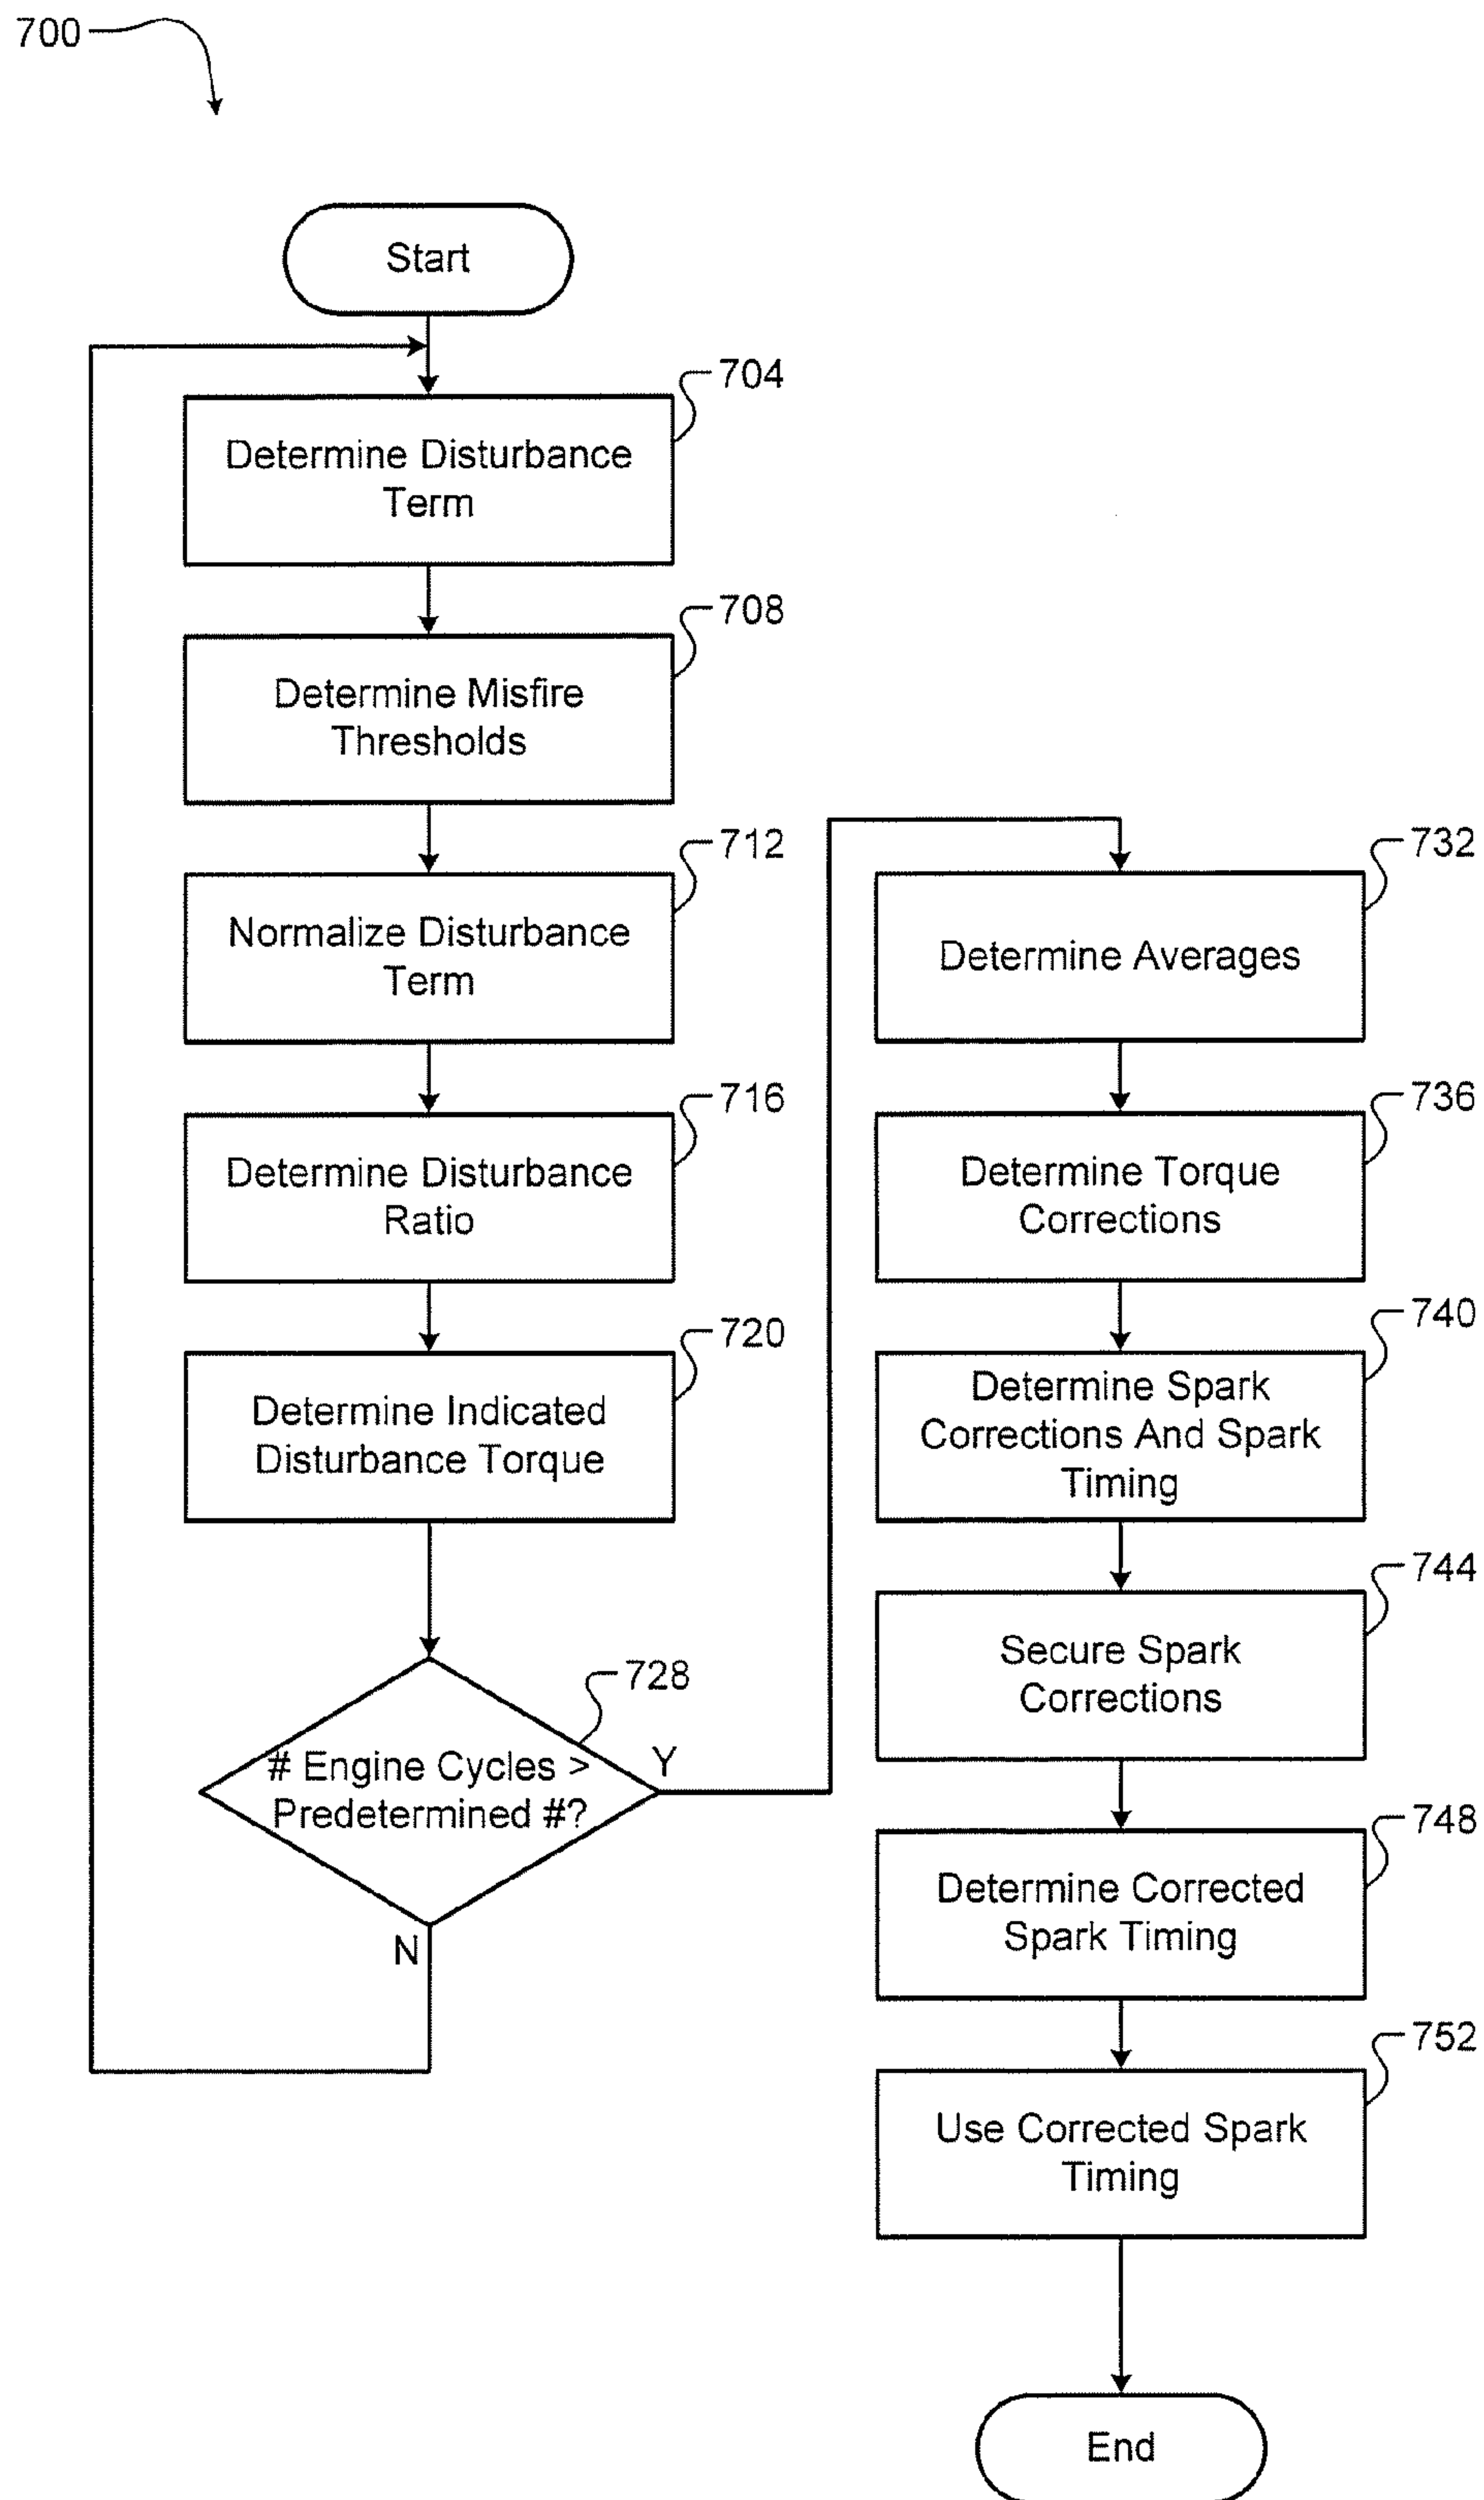 700
Start
704
Determine Disturbance
Term
708
Determine Misfire
Thresholds
712
Normalize Disturbance
Term
716
Determine Disturbance
Ratio
720
Determine Indicated
Disturbance Torque
728
# Engine Cycles >
Predetermined #?
Y
N
732
Determine Averages
736
Determine Torque
Corrections
740
Determine Spark
Corrections And Spark
Timing
744
Secure Spark
Corrections
748
Determine Corrected
Spark Timing
752
Use Corrected Spark
Timing
End